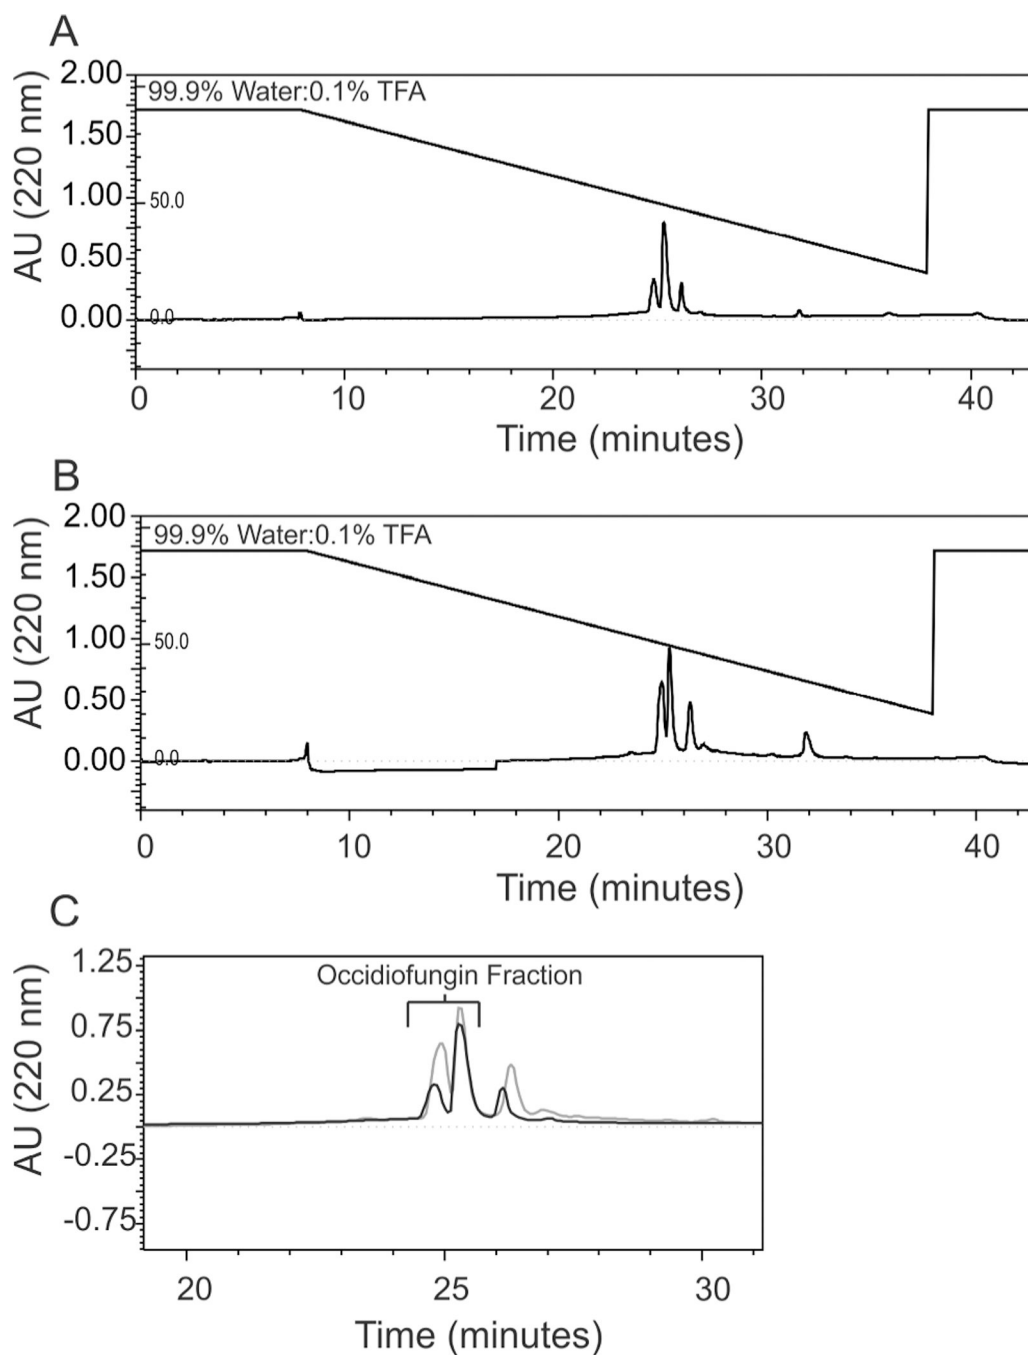 A
AU (220 nm)
2.00
99.9% Water:0.1% TFA
1.50
1.00
50.0
0.50
0.00
0.0
0 10 20 30 40
Time (minutes)
B
AU (220 nm)
2.00
99.9% Water:0.1% TFA
1.50
1.00
50.0
0.50
0.00
0.0
0 10 20 30 40
Time (minutes)
C
AU (220 nm)
1.25
Occidiofungin Fraction
0.75
0.25
-0.25
-0.75
20 25 30
Time (minutes)